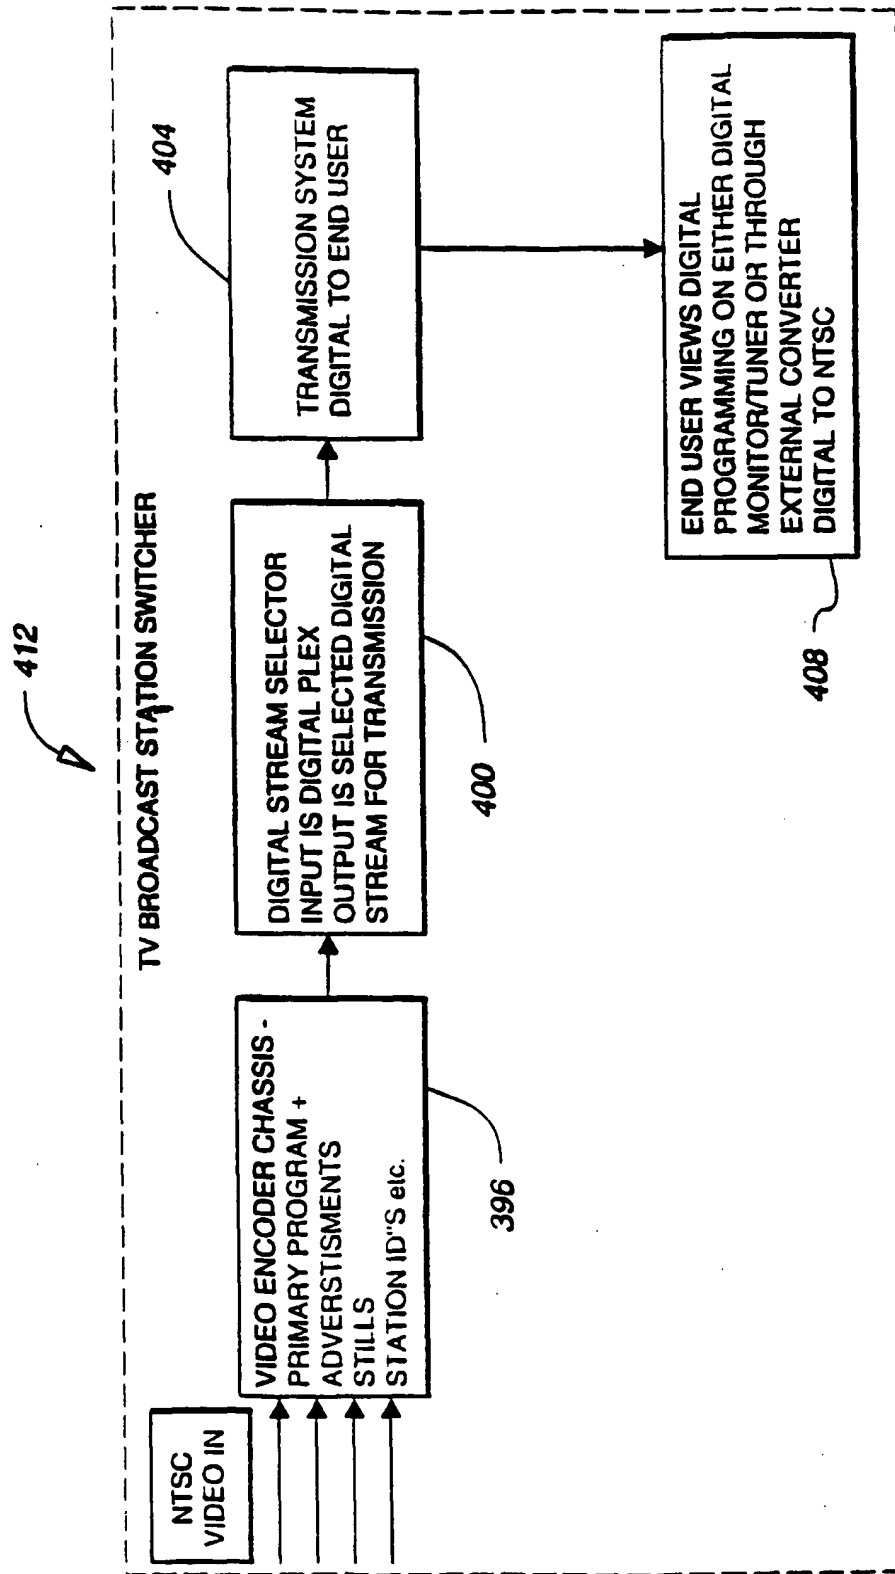 412
TV BROADCAST STATION SWITCHER
NTSC
VIDEO IN
VIDEO ENCODER CHASSIS -
PRIMARY PROGRAM +
ADVERSTISMENTS
STILLS
STATION ID"S etc.
396
DIGITAL STREAM SELECTOR
INPUT IS DIGITAL PLEX
OUTPUT IS SELECTED DIGITAL
STREAM FOR TRANSMISSION
400
TRANSMISSION SYSTEM
DIGITAL TO END USER
404
END USER VIEWS DIGITAL
PROGRAMMING ON EITHER DIGITAL
MONITOR/TUNER OR THROUGH
EXTERNAL CONVERTER
DIGITAL TO NTSC
408